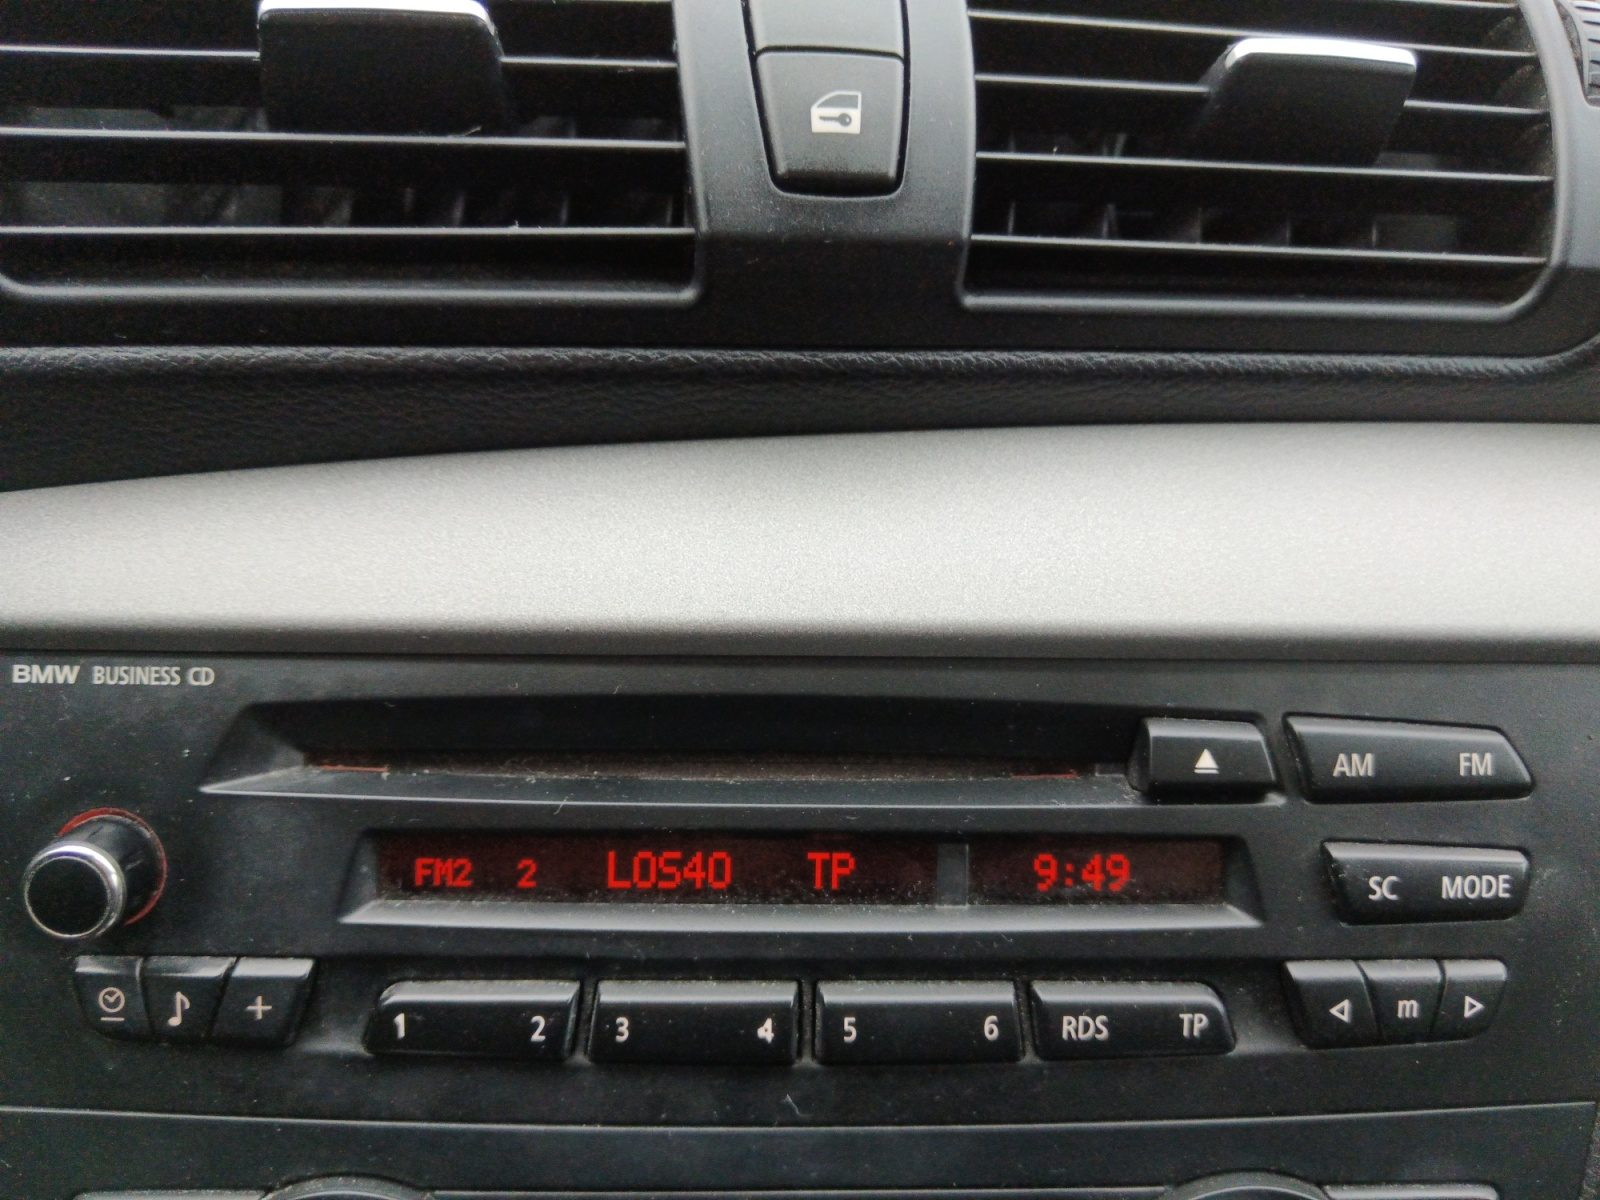 BMW BUSINESS CD
AM FM
FM2 2 LOS40 TP 9:49
SC MODE
1 2 3 4 5 6 RDS TP m